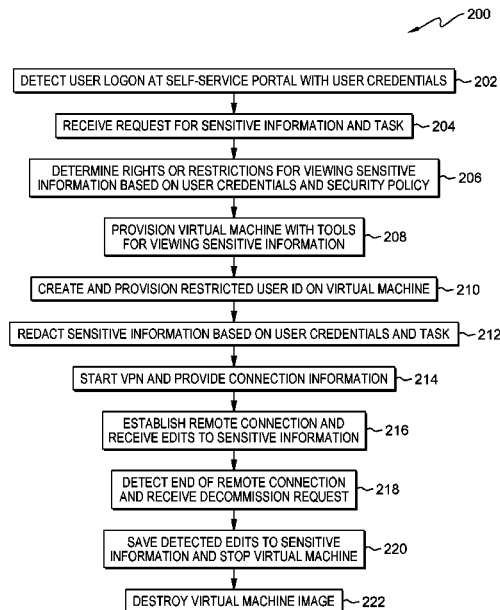 200
DETECT USER LOGON AT SELF-SERVICE PORTAL WITH USER CREDENTIALS 202
RECEIVE REQUEST FOR SENSITIVE INFORMATION AND TASK 204
DETERMINE RIGHTS OR RESTRICTIONS FOR VIEWING SENSITIVE
INFORMATION BASED ON USER CREDENTIALS AND SECURITY POLICY
206
PROVISION VIRTUAL MACHINE WITH TOOLS
FOR VIEWING SENSITIVE INFORMATION
208
CREATE AND PROVISION RESTRICTED USER ID ON VIRTUAL MACHINE 210
REDACT SENSITIVE INFORMATION BASED ON USER CREDENTIALS AND TASK 212
START VPN AND PROVIDE CONNECTION INFORMATION 214
ESTABLISH REMOTE CONNECTION AND
RECEIVE EDITS TO SENSITIVE INFORMATION
216
DETECT END OF REMOTE CONNECTION
AND RECEIVE DECOMMISSION REQUEST
218
SAVE DETECTED EDITS TO SENSITIVE
INFORMATION AND STOP VIRTUAL MACHINE
220
DESTROY VIRTUAL MACHINE IMAGE 222